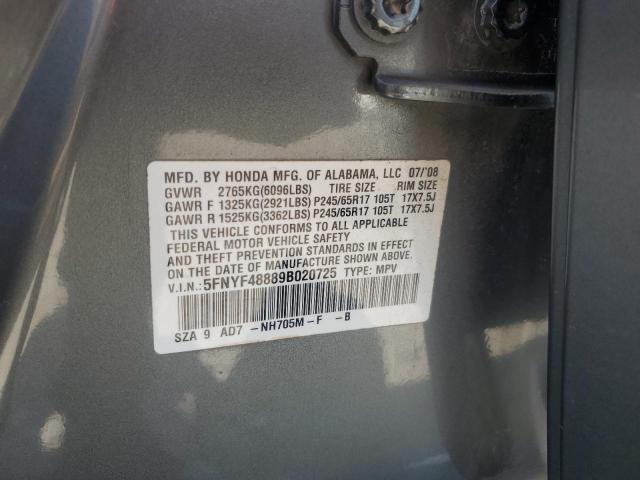 MFD. BY HONDA MFG. OF ALABAMA, LLC 07/'08
GVWR 2765KG(6096LBS) TIRE SIZE RIM SIZE
GAWR F 1325KG(2921LBS) P245/65R17 105T 17X7.5J
GAWR R 1525KG(3362LBS) P245/65R17 105T 17X7.5J
THIS VEHICLE CONFORMS TO ALL APPLICABLE
FEDERAL MOTOR VEHICLE SAFETY
AND THEFT PREVENTION STANDARDS IN EFFECT
ON THE DATE OF MANUFACTURE SHOWN ABOVE.
V.I.N.: 5FNYF48889B020725 TYPE: MPV
SZA 9 AD7 -NH705M-F -B